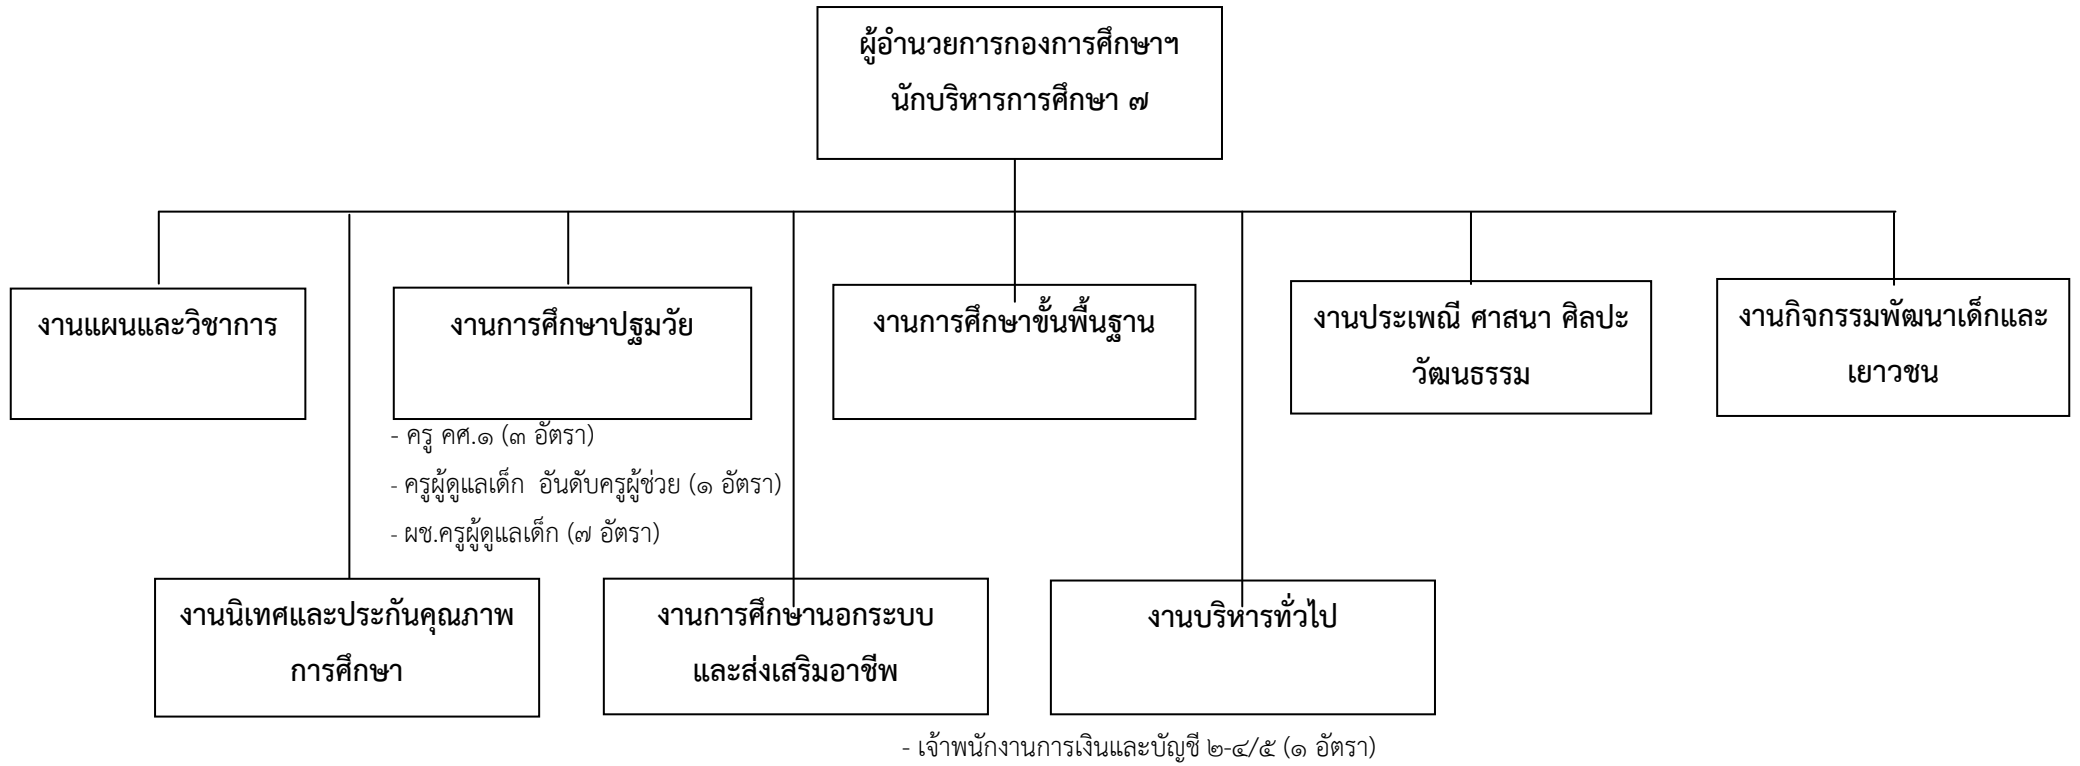 ผู้อำนวยการกองการศึกษาฯ
นักบริหารการศึกษา ๗
งานแผนและวิชาการ
งานการศึกษาปฐมวัย
งานการศึกษาขั้นพื้นฐาน
งานประเพณี ศาสนา ศิลปะ
วัฒนธรรม
งานกิจกรรมพัฒนาเด็กและ
เยาวชน
- ครู คศ.๑ (๓ อัตรา)
- ครูผู้ดูแลเด็ก อันดับครูผู้ช่วย (๑ อัตรา)
- ผช.ครูผู้ดูแลเด็ก (๗ อัตรา)
งานนิเทศและประกันคุณภาพ
การศึกษา
งานการศึกษานอกระบบ
และส่งเสริมอาชีพ
งานบริหารทั่วไป
- เจ้าพนักงานการเงินและบัญชี ๒-๔/๕ (๑ อัตรา)